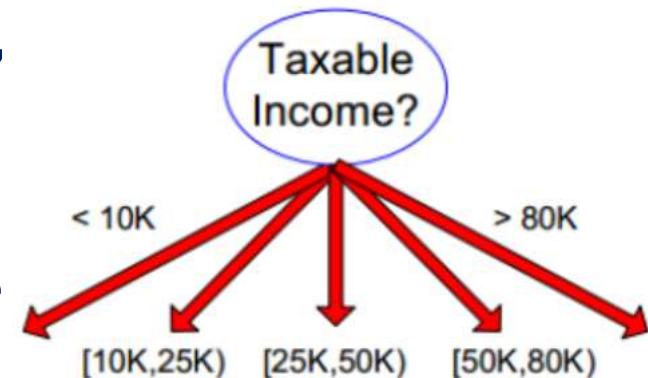 Taxable
Income?
< 10K
> 80K
[10K,25K)
[25K,50K)
[50K,80K)